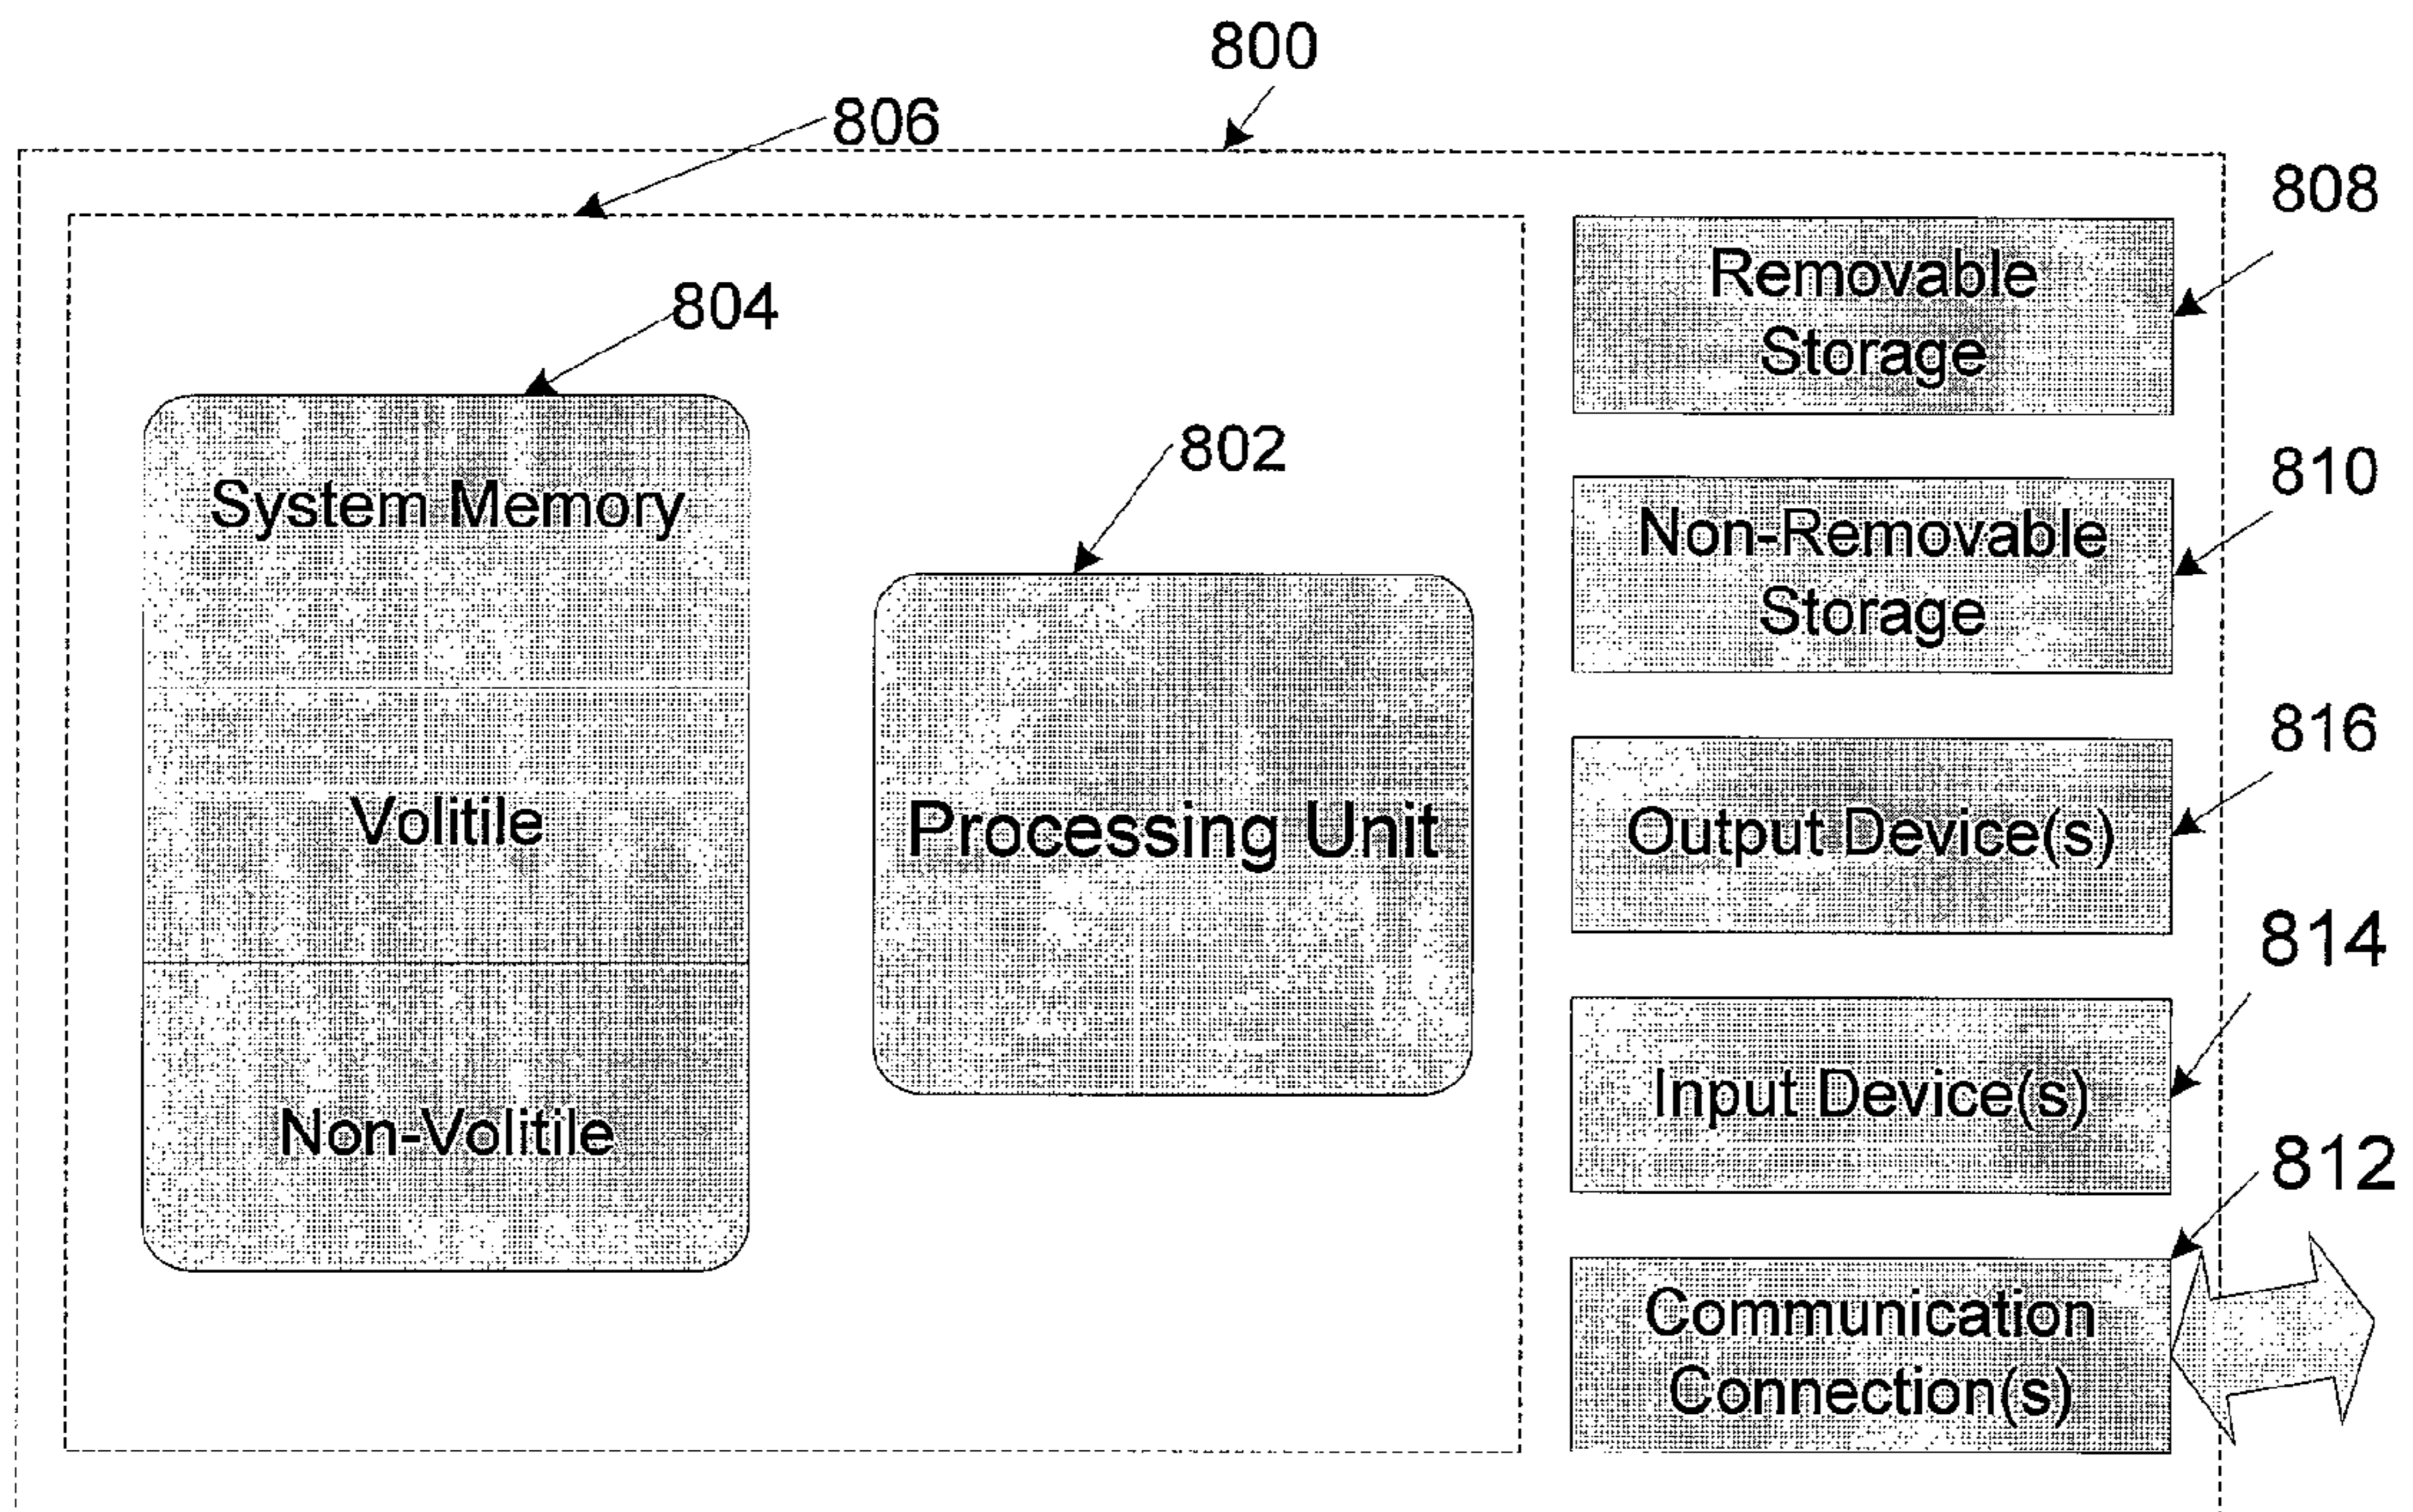 800
806
808
Removable
Storage
804
802
810
System Memory
Non-Removable
Storage
816
Volitile
Processing Unit
Output Device(s)
814
Input Device(s)
Non-Volitile
812
Communication
Connection(s)